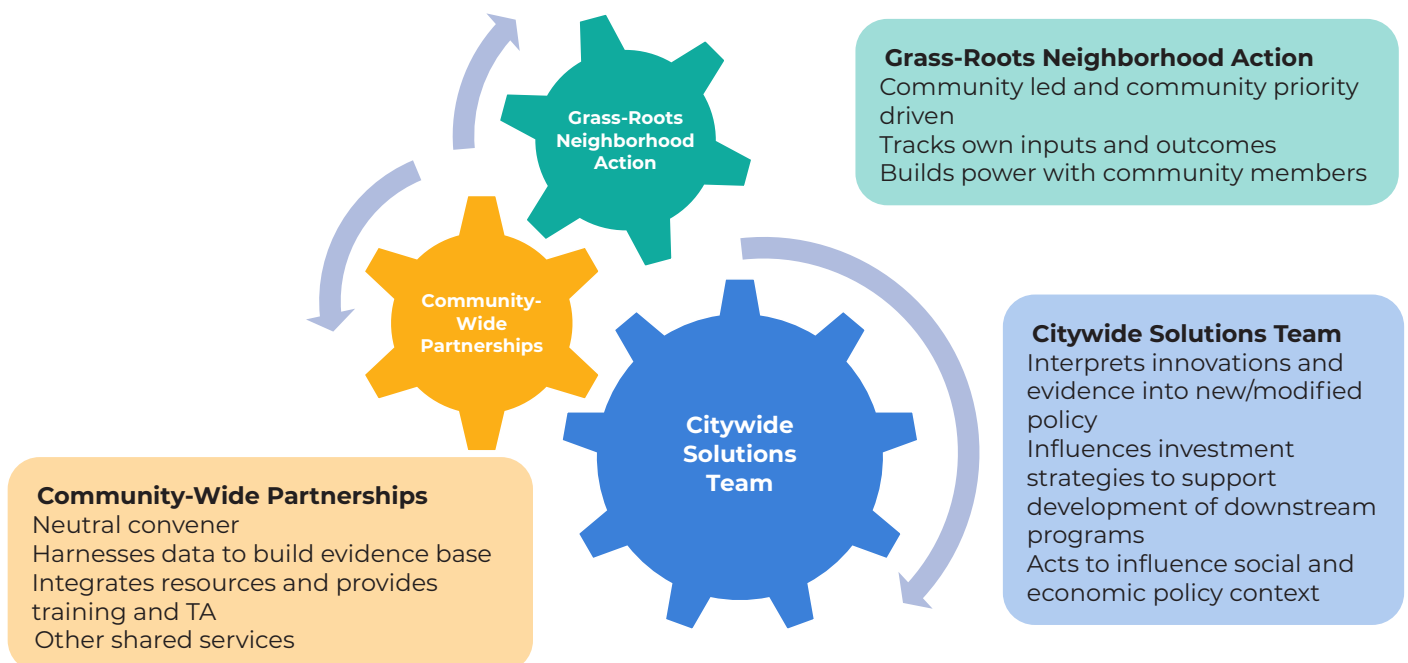 Grass-Roots
Neighborhood
Action
Grass-Roots Neighborhood Action
Community led and community priority
driven
Tracks own inputs and outcomes
Builds power with community members
Community-
Wide
Partnerships
Citywide
Solutions
Team
Citywide Solutions Team
Interprets innovations and
evidence into new/modified
policy
Influences investment
strategies to support
development of downstream
programs
Acts to influence social and
economic policy context
Community-Wide Partnerships
Neutral convener
Harnesses data to build evidence base
Integrates resources and provides
training and TA
Other shared services